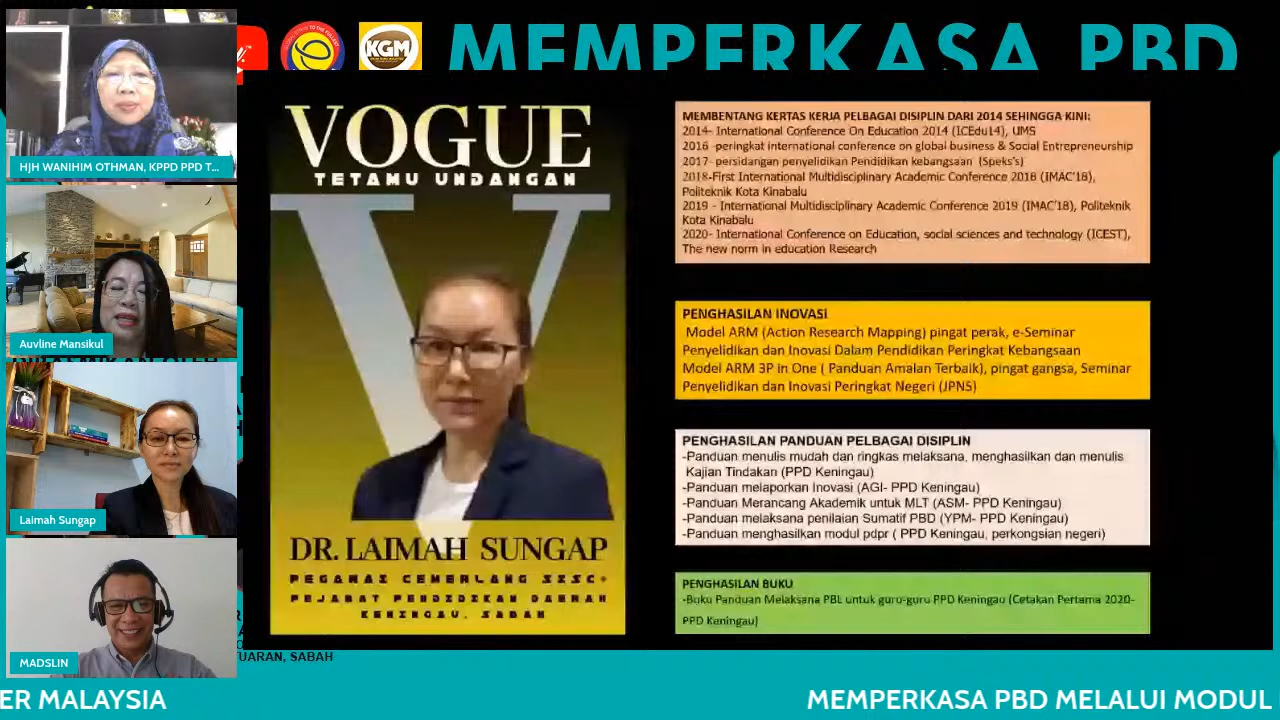 MEMPERKASA PBD
KGM
HJH WANIHIM OTHMAN, KPPD PPD T...
Auvline Mansikul
Laimah Sungap
MADSLIN
VOGUE
TETAMU UNDANGAN
V
DR. LAIMAH SUNGAP
PEGAWAI CEMERLANG SISC+
PEJABAT PENDIDIKAN DAERAH
KENINGAU, SABAH
MEMBENTANG KERTAS KERJA PELBAGAI DISIPLIN DARI 2014 SEHINGGA KINI:
2014- International Conference On Education 2014 (ICEdu14), UMS
2016 -peringkat international conference on global business & Social Entrepreneurship
2017- persidangan penyelidikan Pendidikan kebangsaan (Speks's)
2018-First International Multidisciplinary Academic Conference 2018 (IMAC'18),
Politeknik Kota Kinabalu
2019 - International Multidisciplinary Academic Conference 2019 (IMAC'18), Politeknik
Kota Kinabalu
2020- International Conference on Education, social sciences and technology (ICEST),
The new norm in education Research
PENGHASILAN INOVASI
Model ARM (Action Research Mapping) pingat perak, e-Seminar
Penyelidikan dan Inovasi Dalam Pendidikan Peringkat Kebangsaan
Model ARM 3P in One ( Panduan Amalan Terbaik), pingat gangsa, Seminar
Penyelidikan dan Inovasi Peringkat Negeri (JPNS)
PENGHASILAN PANDUAN PELBAGAI DISIPLIN
-Panduan menulis mudah dan ringkas melaksana, menghasilkan dan menulis
Kajian Tindakan (PPD Keningau)
-Panduan melaporkan Inovasi (AGI- PPD Keningau)
-Panduan Merancang Akademik untuk MLT (ASM- PPD Keningau)
-Panduan melaksana penilaian Sumatif PBD (YPM- PPD Keningau)
-Panduan menghasilkan modul pdpr ( PPD Keningau, perkongsian negeri)
PENGHASILAN BUKU
-Buku Panduan Melaksana PBL untuk guru-guru PPD Keningau (Cetakan Pertama 2020-
PPD Keningau)
TUARAN, SABAH
ER MALAYSIA
MEMPERKASA PBD MELALUI MODUL